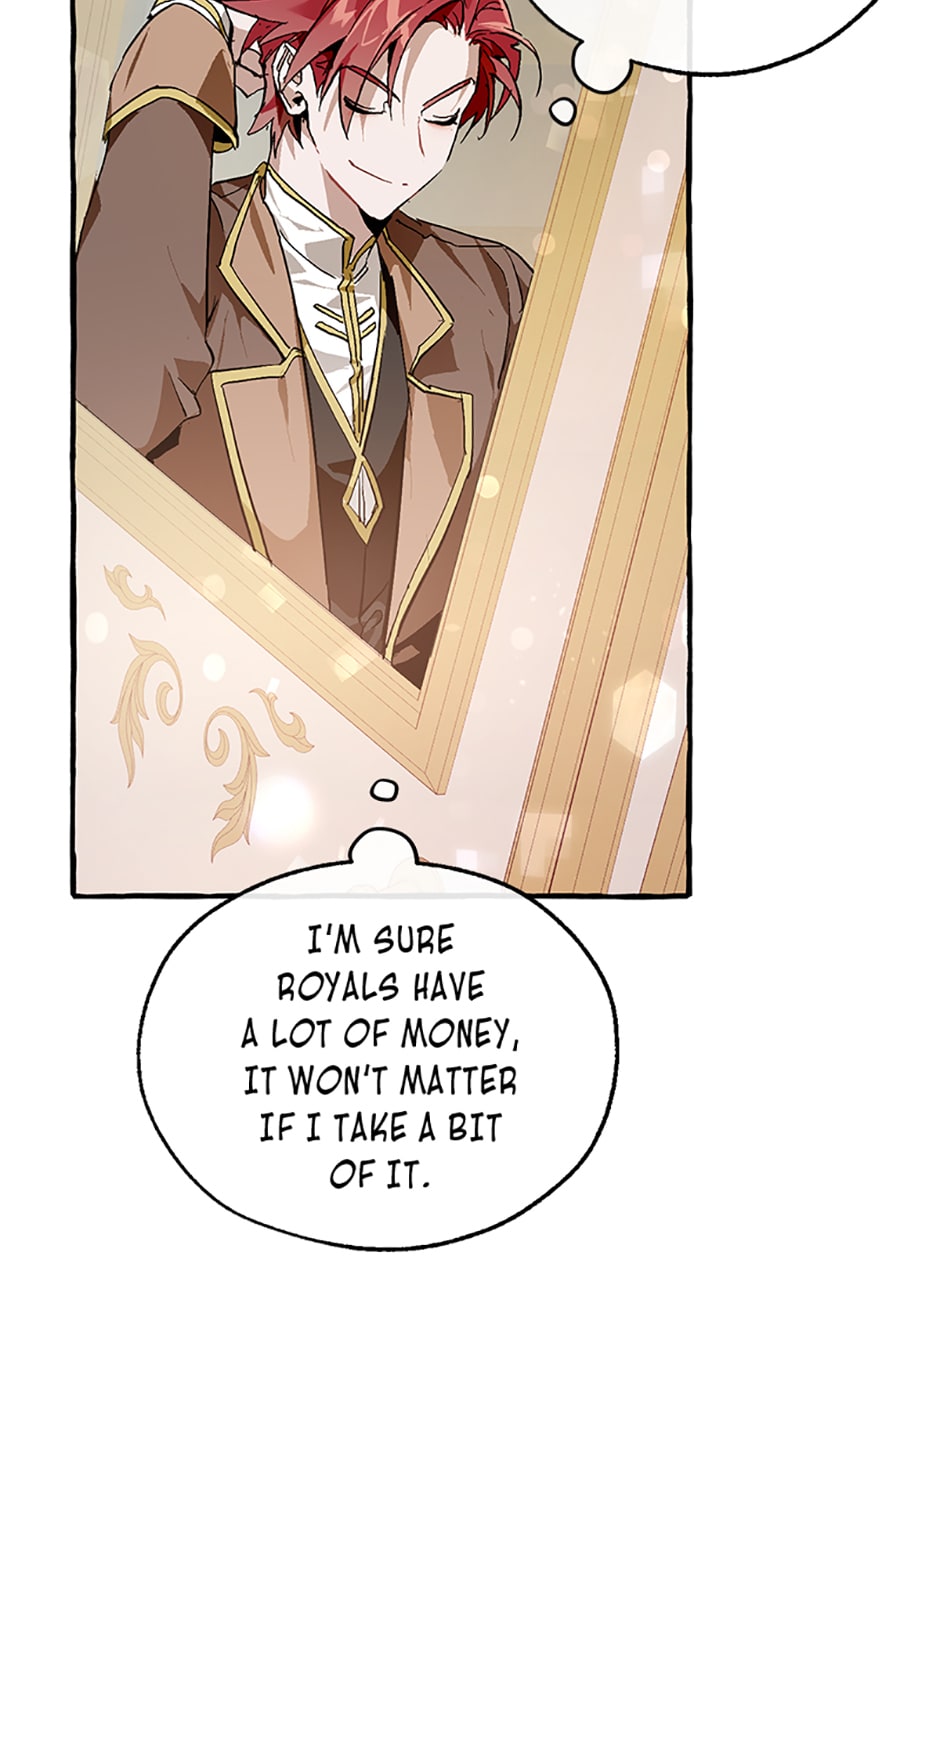 I'M SURE
ROYALS HAVE
A LOT OF MONEY,
IT WON'T MATTER
IF I TAKE A BIT
OF IT.